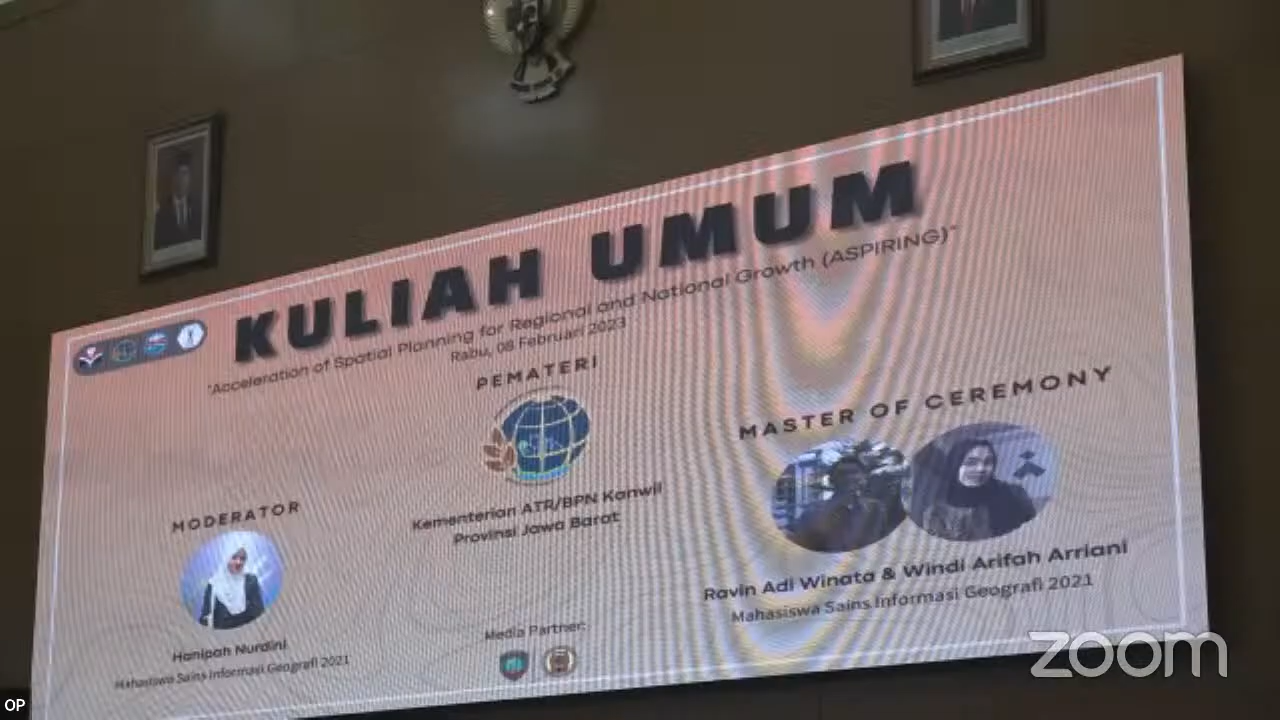 KULIAH UMUM
"Acceleration of Spatial Planning for Regional and National Growth (ASPIRING)"
Rabu, 08 Februari 2023
PEMATERI
Kementerian ATR/BPN Kanwil
Provinsi Jawa Barat
MASTER OF CEREMONY
Ravin Adi Winata & Windi Arifah Arriani
Mahasiswa Sains Informasi Geografi 2021
MODERATOR
Hanipah Nurdini
Mahasiswa Sains Informasi Geografi 2021
Media Partner:
zoom
OP